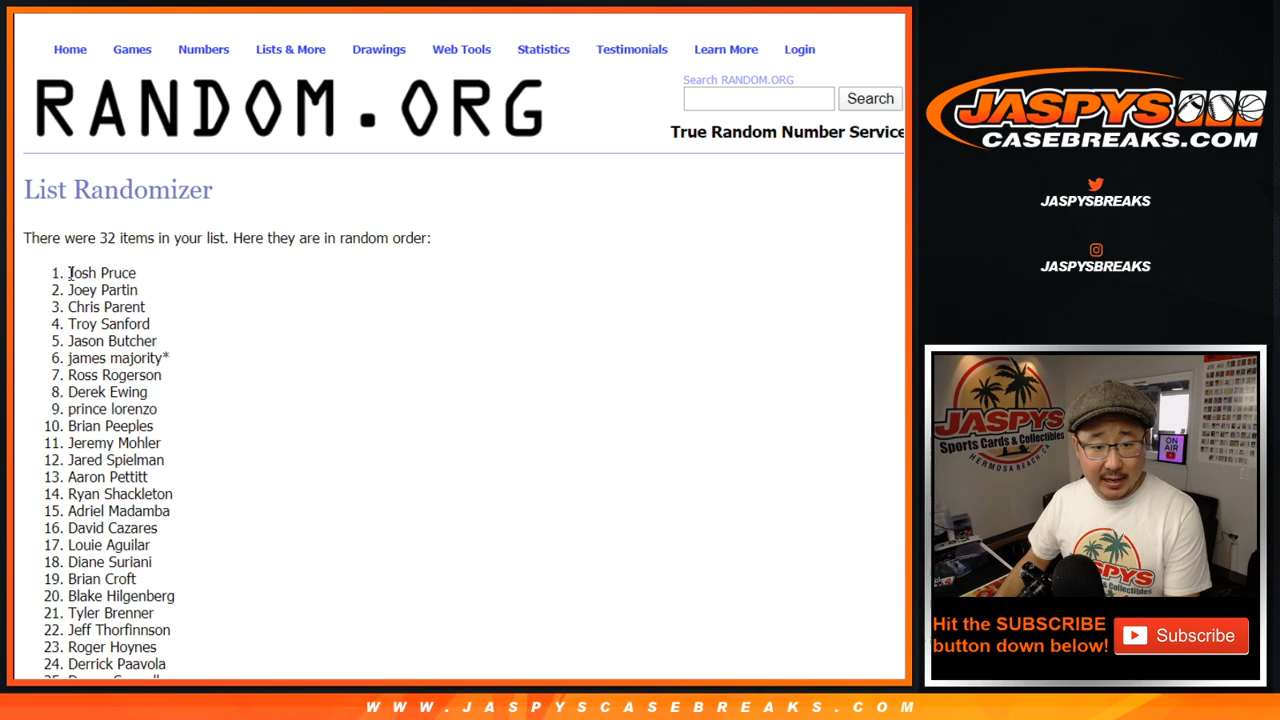 Home Games Numbers Lists & More Drawings Web Tools Statistics Testimonials Learn More Login
RANDOM.ORG
Search RANDOM.ORG
Search
True Random Number Service
List Randomizer
There were 32 items in your list. Here they are in random order:
1. Josh Pruce
2. Joey Partin
3. Chris Parent
4. Troy Sanford
5. Jason Butcher
6. james majority*
7. Ross Rogerson
8. Derek Ewing
9. prince lorenzo
10. Brian Peeples
11. Jeremy Mohler
12. Jared Spielman
13. Aaron Pettitt
14. Ryan Shackleton
15. Adriel Madamba
16. David Cazares
17. Louie Aguilar
18. Diane Suriani
19. Brian Croft
20. Blake Hilgenberg
21. Tyler Brenner
22. Jeff Thorfinnson
23. Roger Hoynes
24. Derrick Paavola
JASPYS
CASEBREAKS.COM
JASPYSBREAKS
JASPYSBREAKS
JASPYS
Sports Cards & Collectibles
HERMOSA BEACH, CA
ON
AIR
JASPYS
Hit the SUBSCRIBE
button down below!
Subscribe
WWW.JASPYSCASEBREAKS.COM